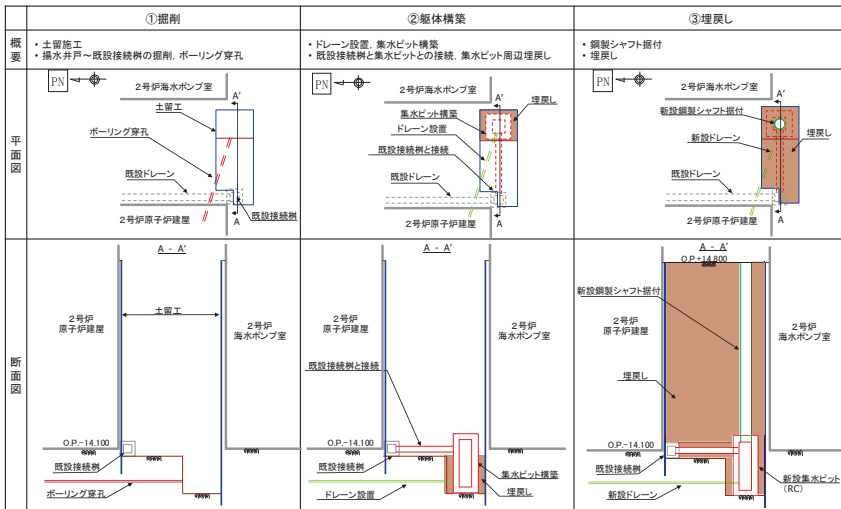 ①掘削
②躯体構築
③埋戻し
概要
・土留施工
・揚水井戸～既設接続桝の掘削, ボーリング穿孔
・ドレーン設置, 集水ピット構築
・既設接続桝と集水ピットとの接続, 集水ピット周辺埋戻し
・鋼製シャフト据付
・埋戻し
平面図
PN
2号炉海水ポンプ室
A'
土留工
ボーリング穿孔
既設ドレーン
A
既設接続桝
2号炉原子炉建屋
PN
2号炉海水ポンプ室
A'
集水ピット構築
埋戻し
ドレーン設置
既設接続桝と接続
既設ドレーン
A
2号炉原子炉建屋
PN
2号炉海水ポンプ室
A'
新設鋼製シャフト据付
新設ドレーン
埋戻し
既設ドレーン
A
2号炉原子炉建屋
断面図
A - A'
土留工
2号炉
原子炉建屋
2号炉
海水ポンプ室
O.P.-14.100
既設接続桝
ボーリング穿孔
A - A'
2号炉
原子炉建屋
2号炉
海水ポンプ室
既設接続桝と接続
O.P.-14.100
既設接続桝
集水ピット構築
ドレーン設置
埋戻し
A - A'
O.P.+14.800
新設鋼製シャフト据付
2号炉
原子炉建屋
2号炉
海水ポンプ室
埋戻し
O.P.-14.100
既設接続桝
新設ドレーン
新設集水ピット
(RC)